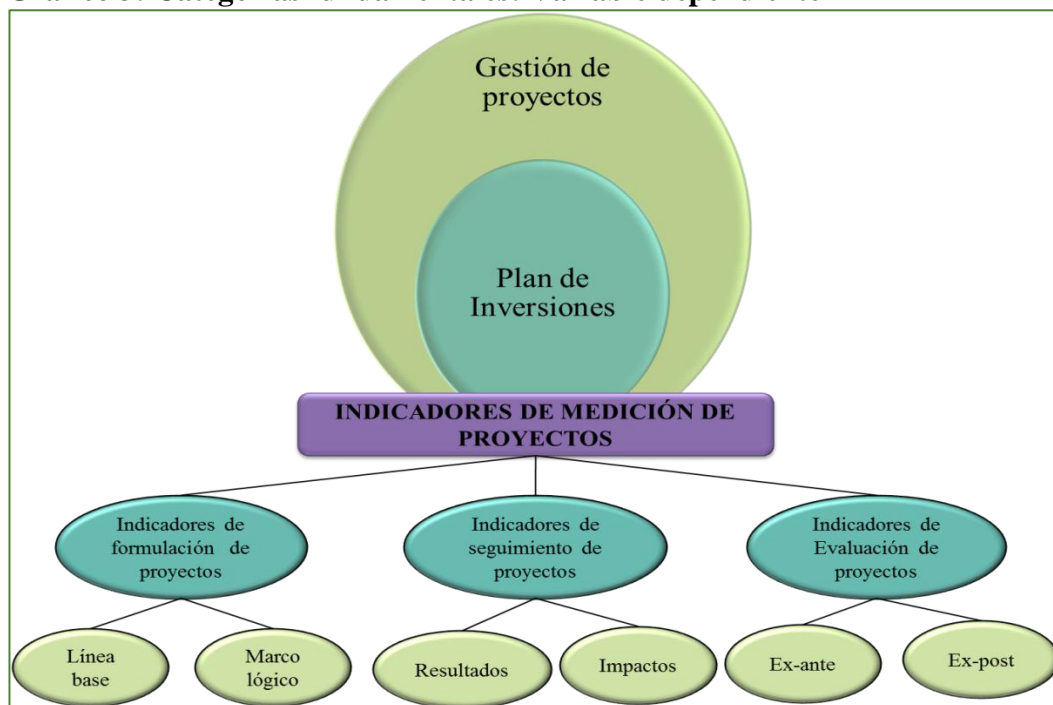 Gestión de
proyectos
Plan de
Inversiones
INDICADORES DE MEDICIÓN DE
PROYECTOS
Indicadores de
formulación de
proyectos
Indicadores de
seguimiento de
proyectos
Indicadores de
Evaluación de
proyectos
Línea
base
Marco
lógico
Resultados
Impactos
Ex-ante
Ex-post